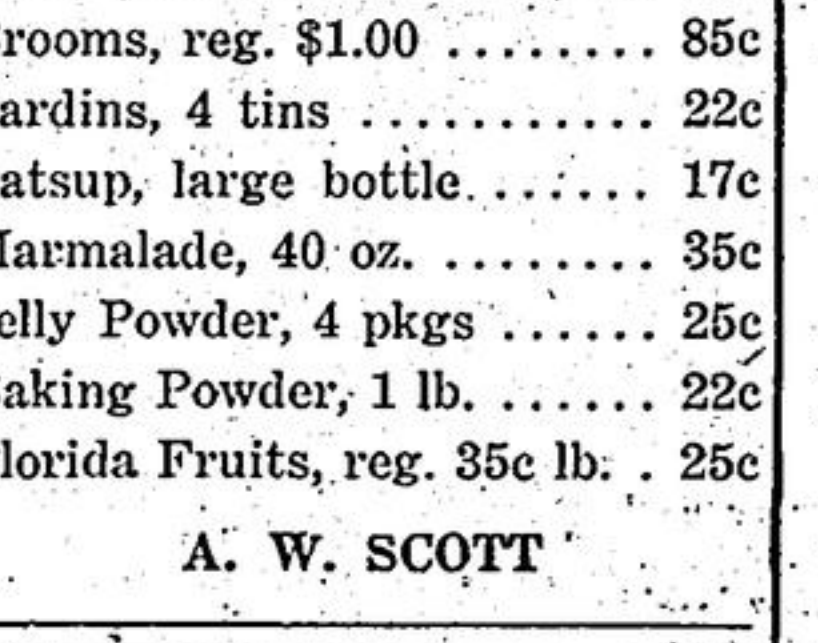 rooms, reg. $1.00 ........ 85c
ardins, 4 tins ............ 22c
atsup, large bottle ....... 17c
armalade, 40 oz. ......... 35c
elly Powder, 4 pkgs ...... 25c
aking Powder, 1 lb. ....... 22c
lorida Fruits, reg. 35c lb. . 25c
A. W. SCOTT